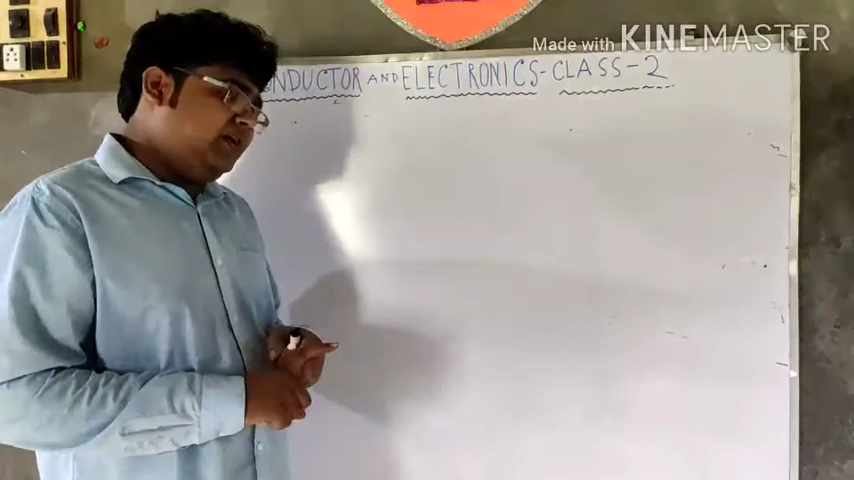 Made with KINEMASTER
NDUCTOR AND ELECTRONICS - CLASS - 2